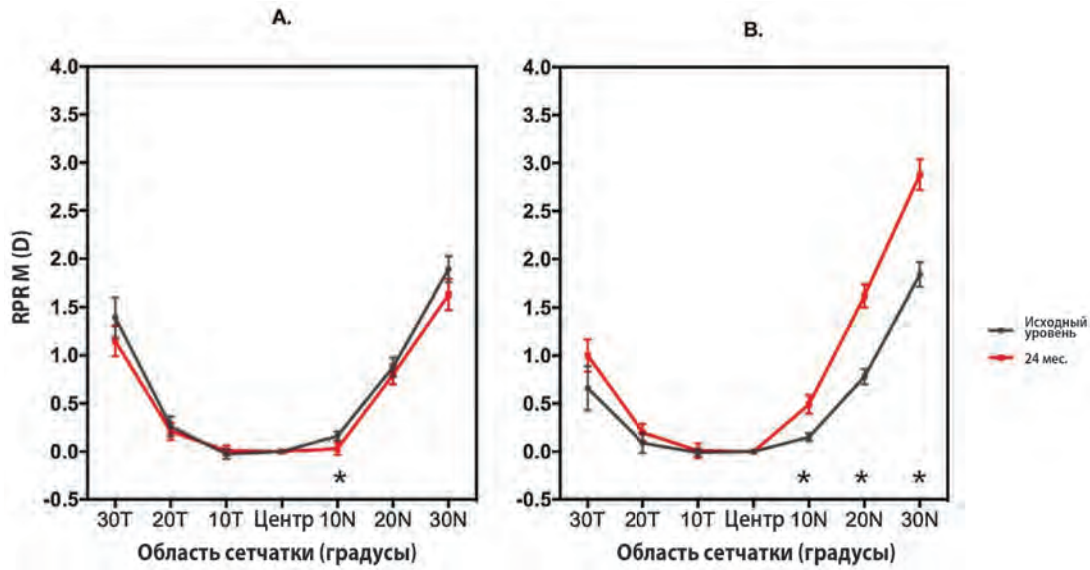 A.
RPR M (D)
4.0
3.5
3.0
2.5
2.0
1.5
1.0
0.5
0.0
-0.5
*
30T 20T 10T Центр 10N 20N 30N
Область сетчатки (градусы)
B.
4.0
3.5
3.0
2.5
2.0
1.5
1.0
0.5
0.0
-0.5
* * *
30T 20T 10T Центр 10N 20N 30N
Область сетчатки (градусы)
Исходный
уровень
24 мес.